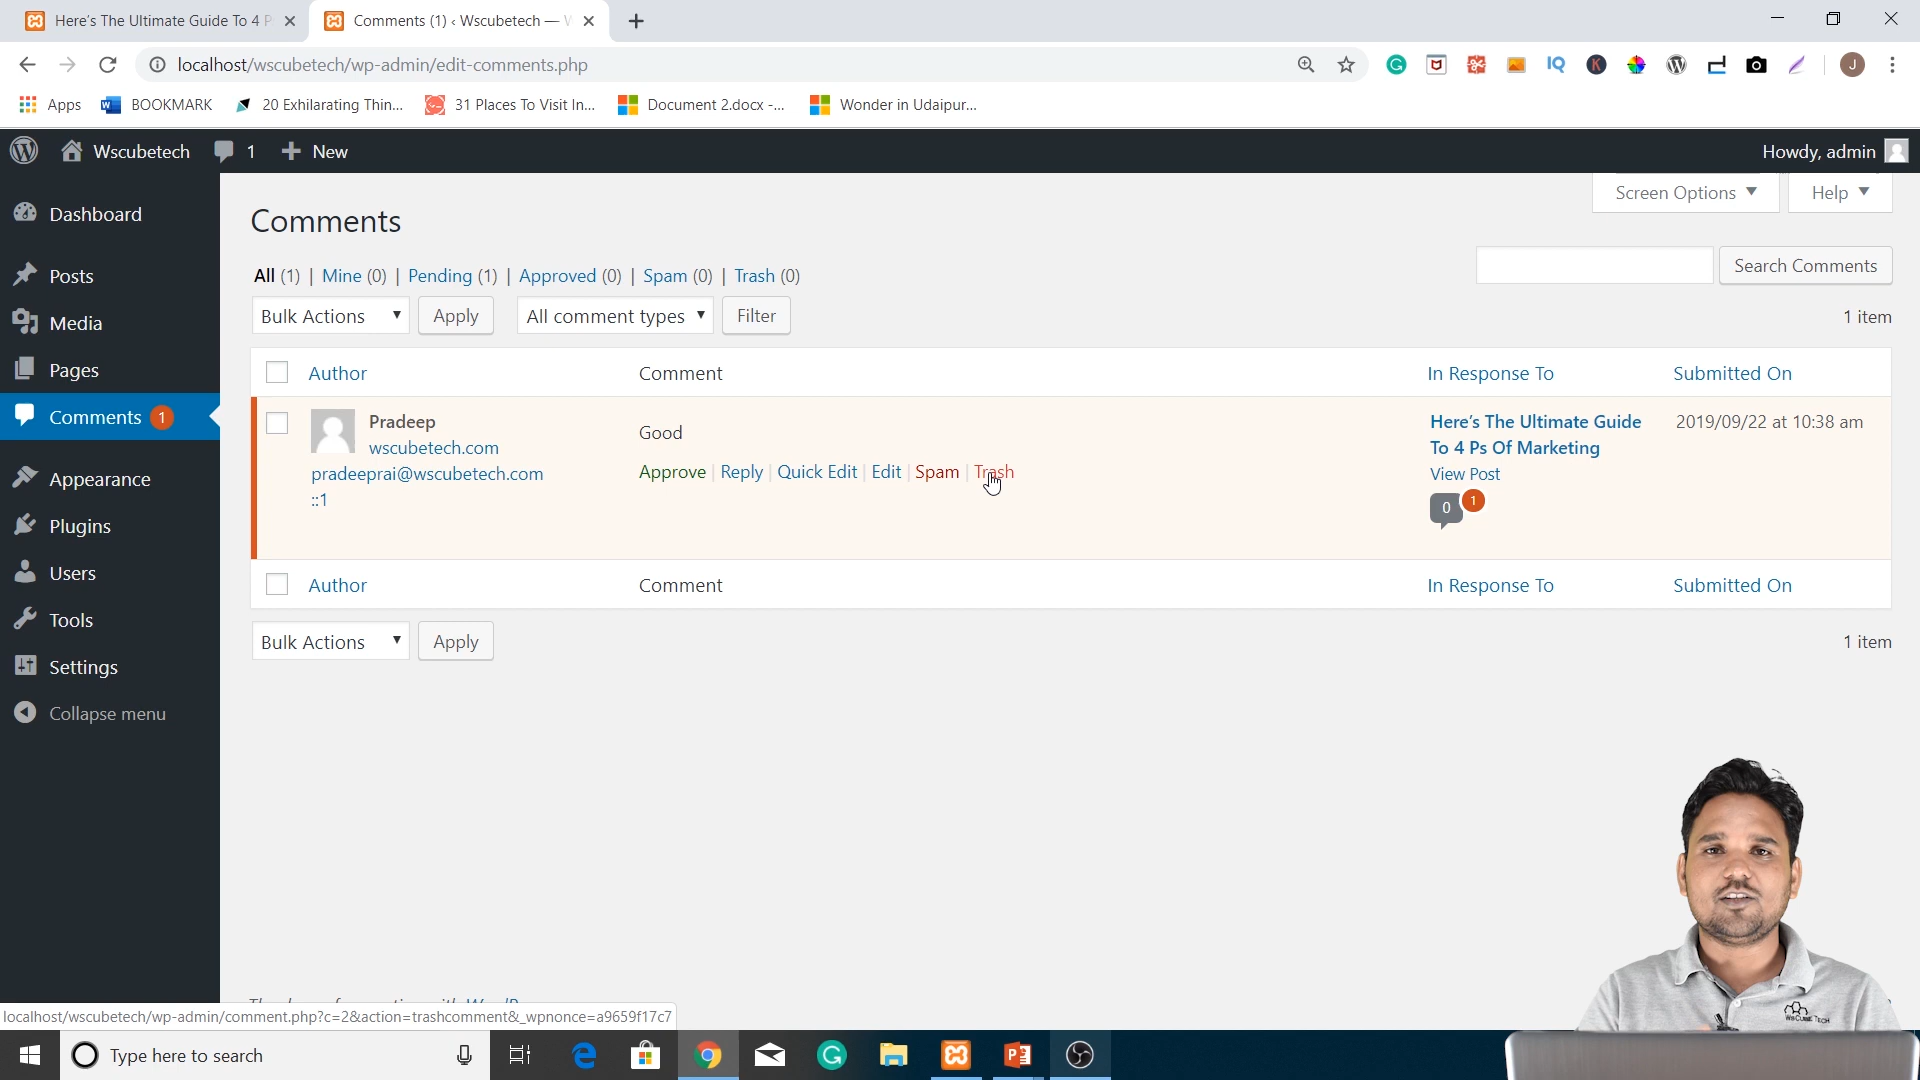 Here's The Ultimate Guide To 4 P
Comments (1) ‹ Wscubetech — W
localhost/wscubetech/wp-admin/edit-comments.php
Apps
BOOKMARK
20 Exhilarating Thin...
31 Places To Visit In...
Document 2.docx -...
Wonder in Udaipur...
J
Wscubetech
1
New
Howdy, admin
Dashboard
Posts
Media
Pages
Comments 1
Appearance
Plugins
Users
Tools
Settings
Collapse menu
Screen Options
Help
Comments
All (1) | Mine (0) | Pending (1) | Approved (0) | Spam (0) | Trash (0)
Search Comments
Bulk Actions
Apply
All comment types
Filter
1 item
Author
Comment
In Response To
Submitted On
Pradeep
wscubetech.com
pradeeprai@wscubetech.com
::1
Good
Approve | Reply | Quick Edit | Edit | Spam | Trash
Here's The Ultimate Guide
To 4 Ps Of Marketing
View Post
0
1
2019/09/22 at 10:38 am
Author
Comment
In Response To
Submitted On
Bulk Actions
Apply
1 item
localhost/wscubetech/wp-admin/comment.php?c=2&action=trashcomment&_wpnonce=a9659f17c7
WsCube Tech
Type here to search